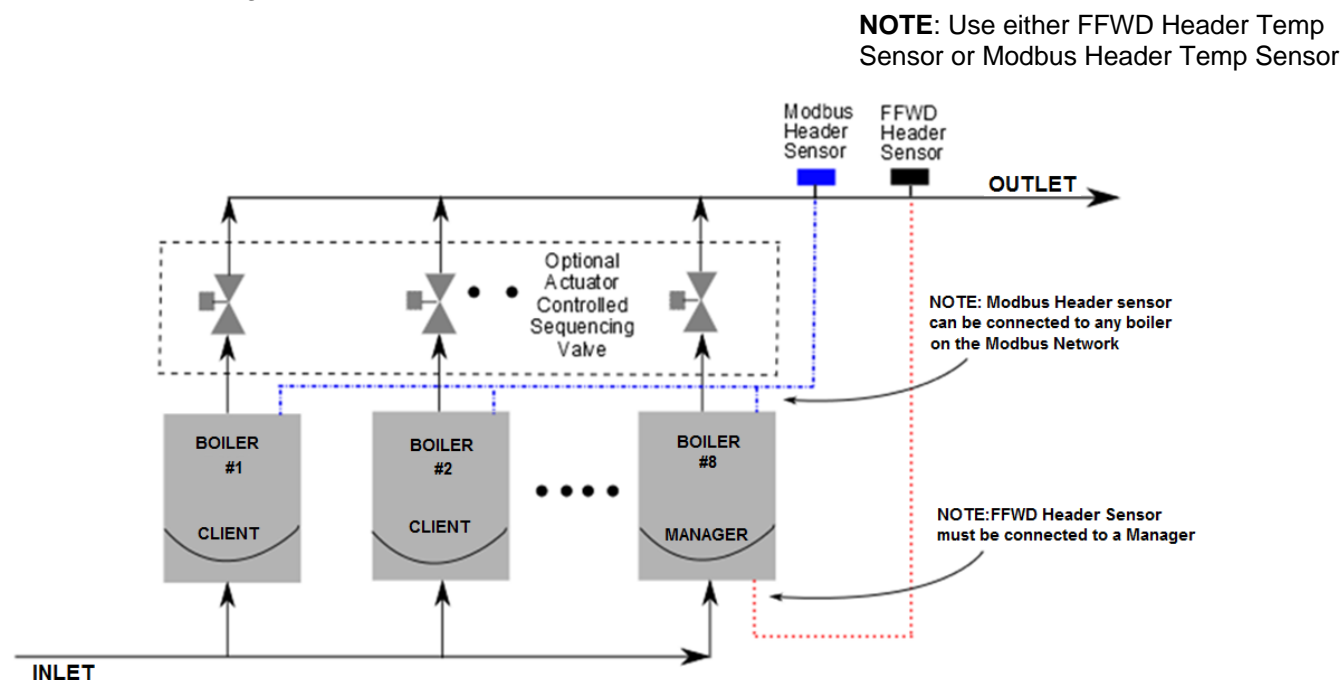 NOTE: Use either FFWD Header Temp
Sensor or Modbus Header Temp Sensor
Modbus
Header
Sensor
FFWD
Header
Sensor
OUTLET
Optional
Actuator
Controlled
Sequencing
Valve
NOTE: Modbus Header sensor
can be connected to any boiler
on the Modbus Network
BOILER
#1
CLIENT
BOILER
#2
CLIENT
BOILER
#8
MANAGER
NOTE:FFWD Header Sensor
must be connected to a Manager
INLET